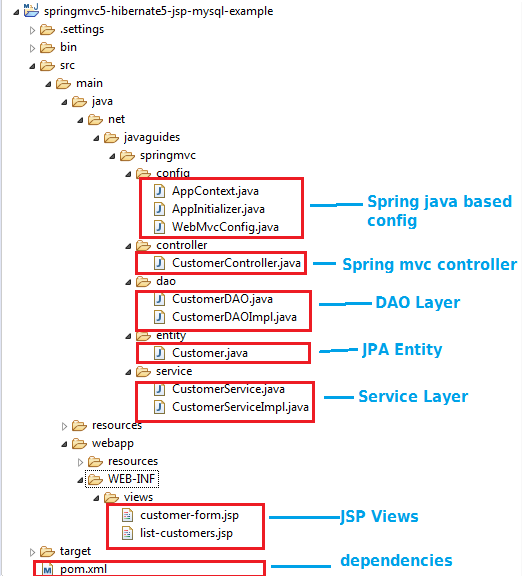 springmvc5-hibernate5-jsp-mysql-example
.settings
bin
src
main
java
net
javaguides
springmvc
config
AppContext.java
AppInitializer.java
WebMvcConfig.java
Spring java based
config
controller
CustomerController.java
Spring mvc controller
dao
CustomerDAO.java
CustomerDAOImpl.java
DAO Layer
entity
Customer.java
JPA Entity
service
CustomerService.java
CustomerServiceImpl.java
Service Layer
resources
webapp
resources
WEB-INF
views
customer-form.jsp
list-customers.jsp
JSP Views
target
pom.xml
dependencies